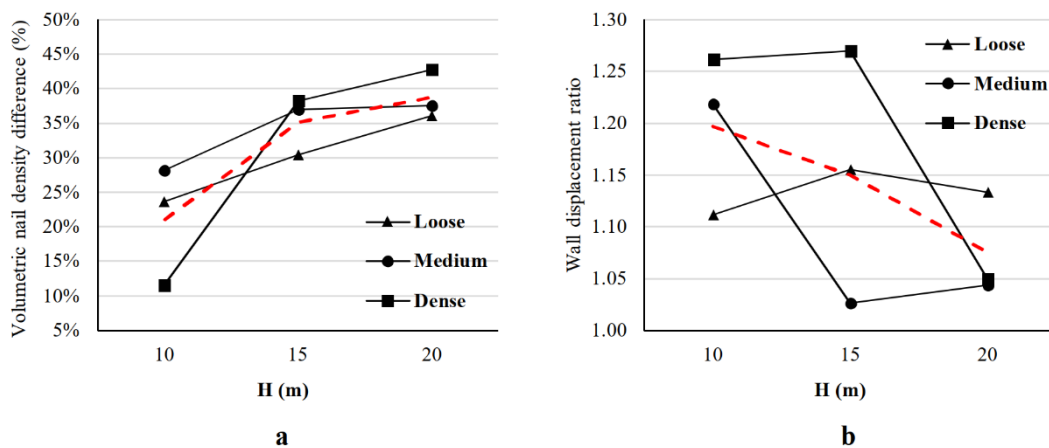 Volumetric nail density difference (%)
50%
45%
40%
35%
30%
25%
20%
15%
10%
5%
Loose
Medium
Dense
10 15 20
H (m)
a
Wall displacement ratio
1.30
1.25
1.20
1.15
1.10
1.05
1.00
Loose
Medium
Dense
10 15 20
H (m)
b